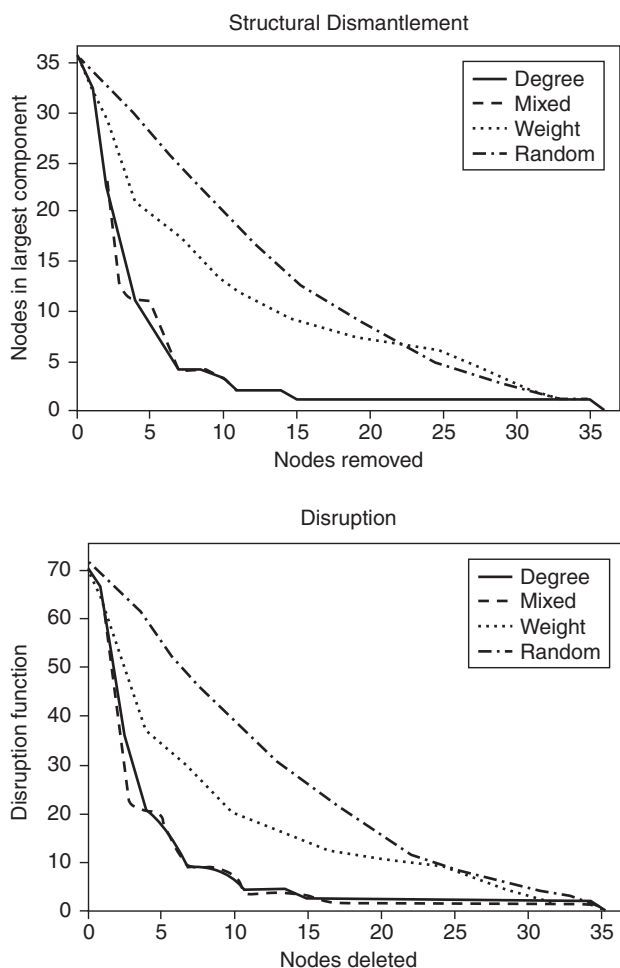 Structural Dismantlement
35
30
25
20
15
10
5
0
Nodes in largest component
Degree
Mixed
Weight
Random
0 5 10 15 20 25 30 35
Nodes removed
Disruption
70
60
50
40
30
20
10
0
Disruption function
Degree
Mixed
Weight
Random
0 5 10 15 20 25 30 35
Nodes deleted